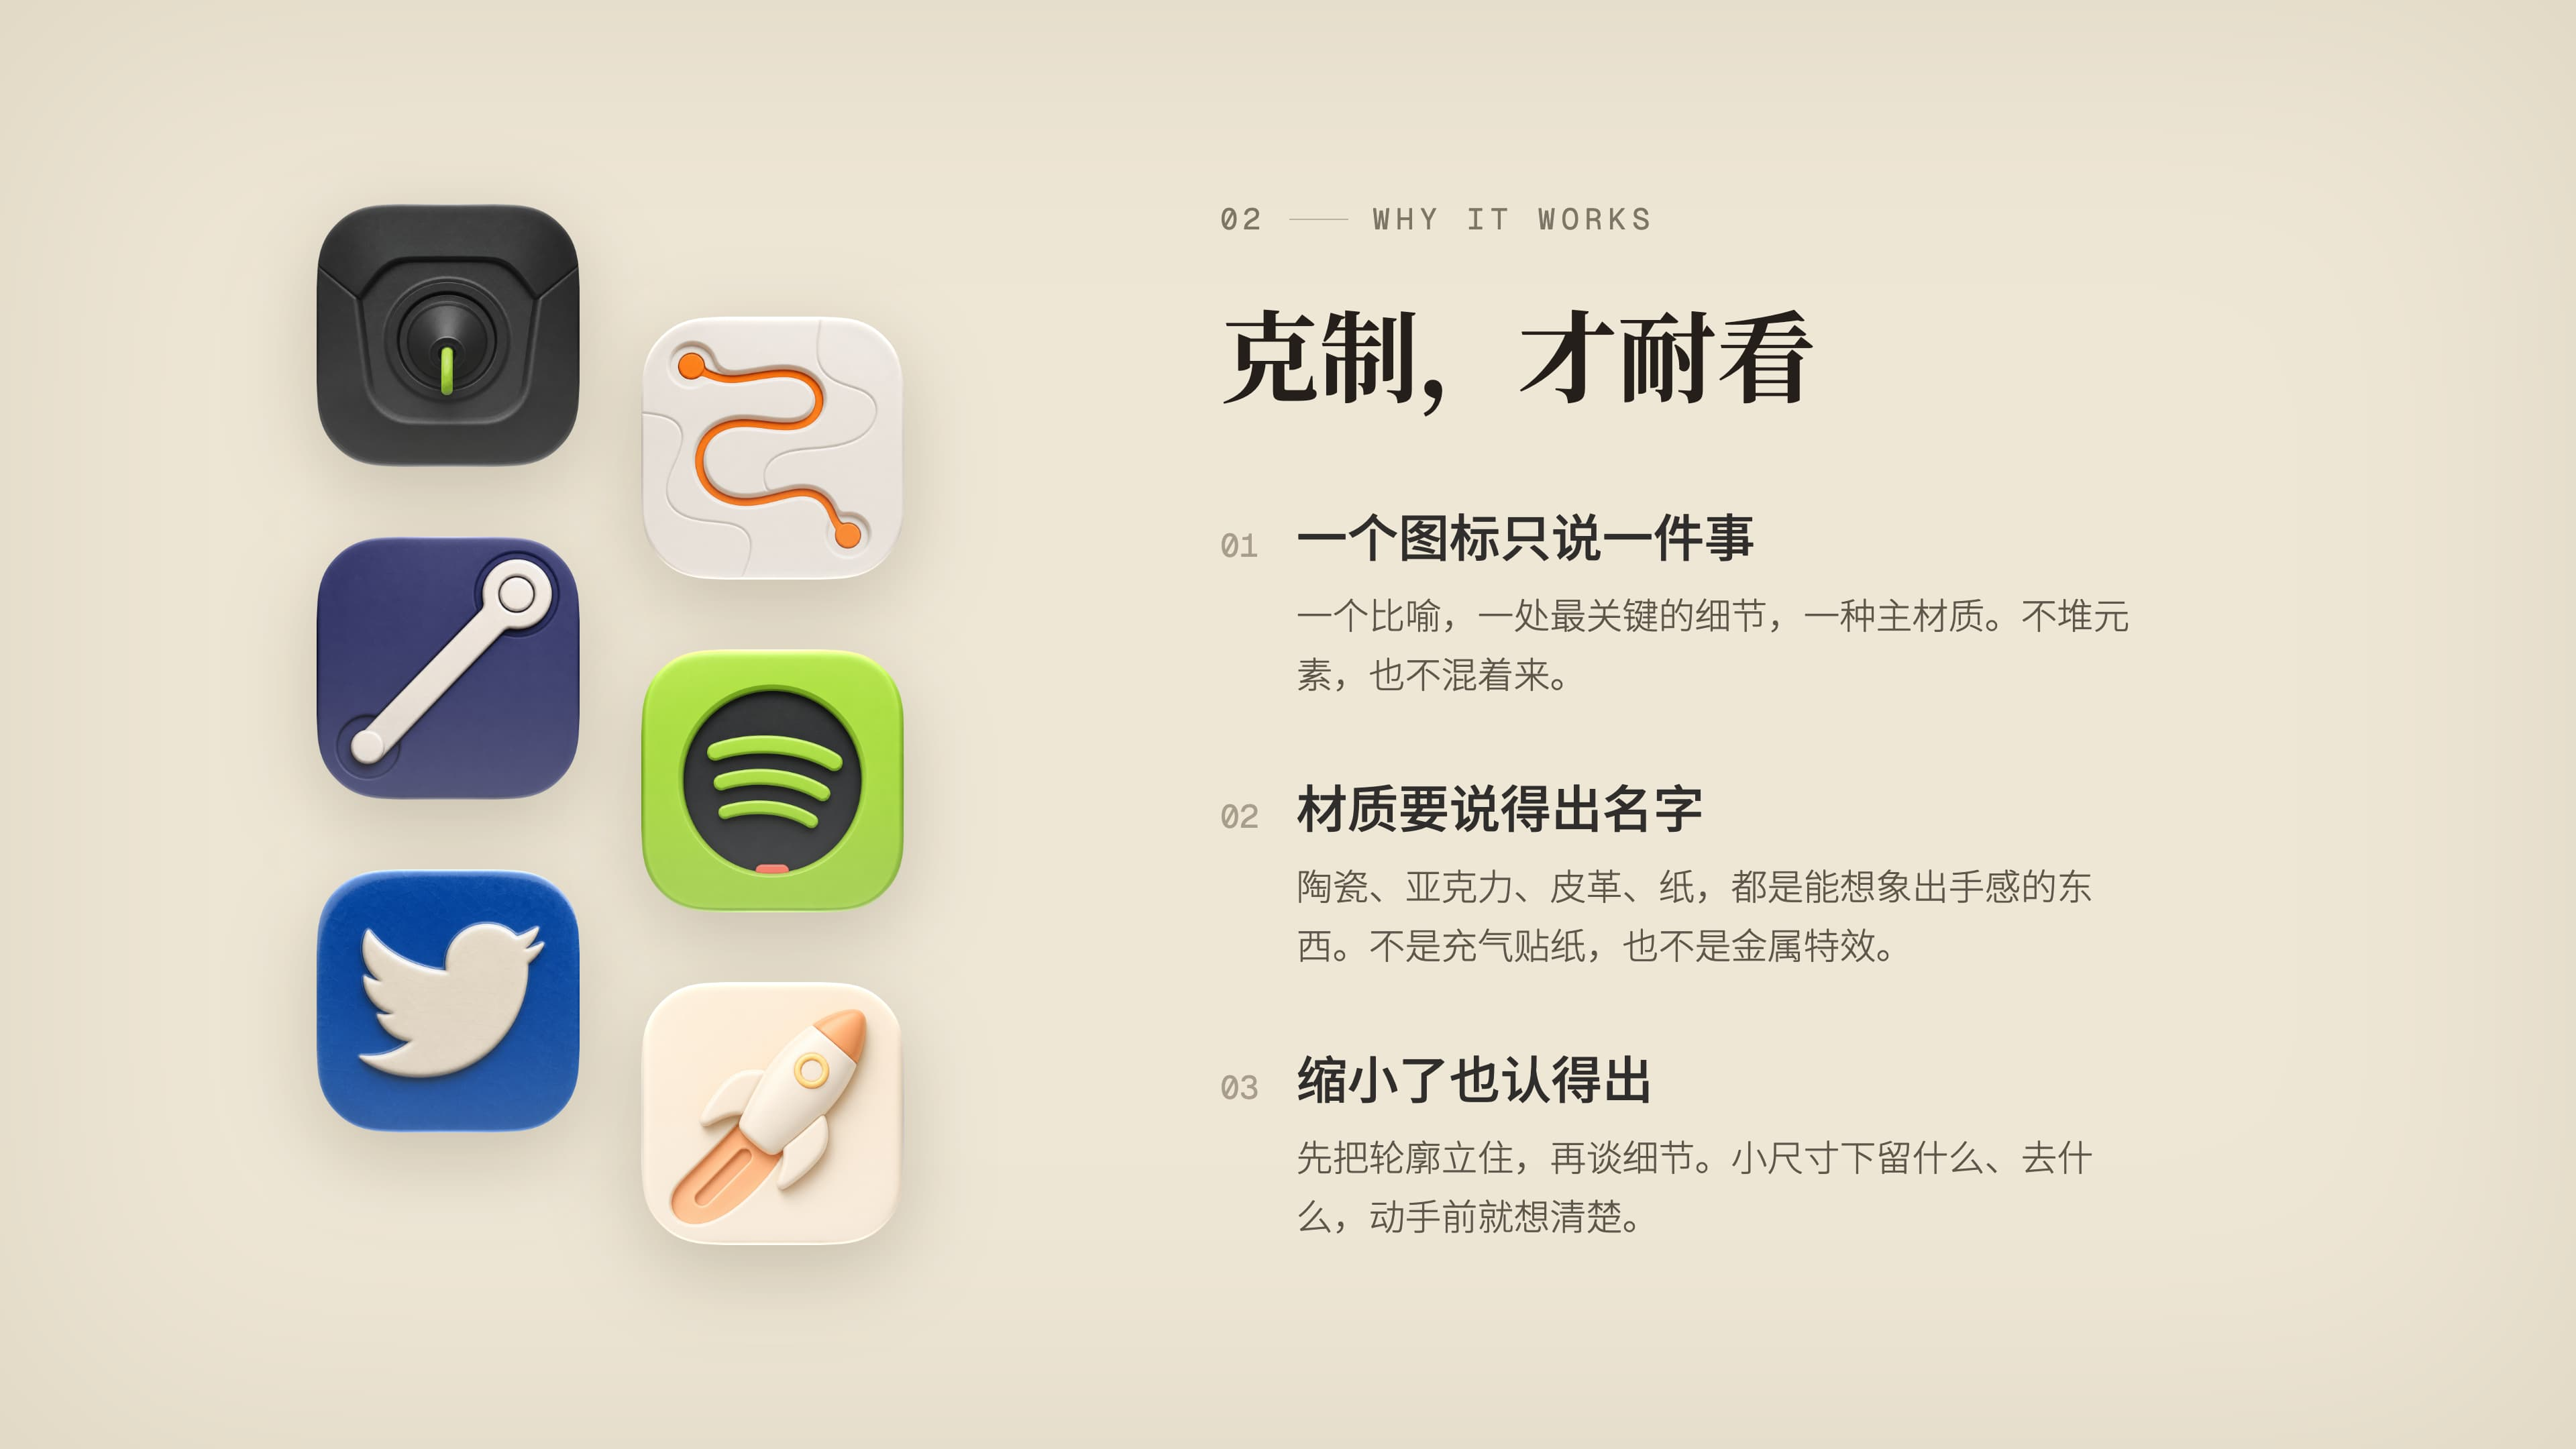 02 — WHY IT WORKS
克制，才耐看
01 一个图标只说一件事
一个比喻，一处最关键的细节，一种主材质。不堆元
素，也不混着来。
02 材质要说得出名字
陶瓷、亚克力、皮革、纸，都是能想象出手感的东
西。不是充气贴纸，也不是金属特效。
03 缩小了也认得出
先把轮廓立住，再谈细节。小尺寸下留什么、去什
么，动手前就想清楚。